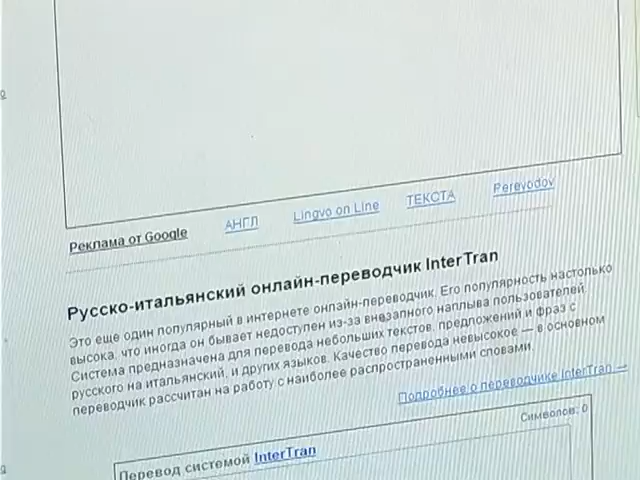 Реклама от Google АНГЛ Lingvo on Line ТЕКСТА Perevodov
Русско-итальянский онлайн-переводчик InterTran
Это еще один популярный в интернете онлайн-переводчик. Его популярность настолько
высока, что иногда он бывает недоступен из-за внезапного наплыва пользователей.
Система предназначена для перевода небольших текстов, предложений и фраз с
русского на итальянский, и других языков. Качество перевода невысокое — в основном
переводчик рассчитан на работу с наиболее распространенными словами.
Подробнее о переводчике InterTran →
Символов: 0
Перевод системой InterTran